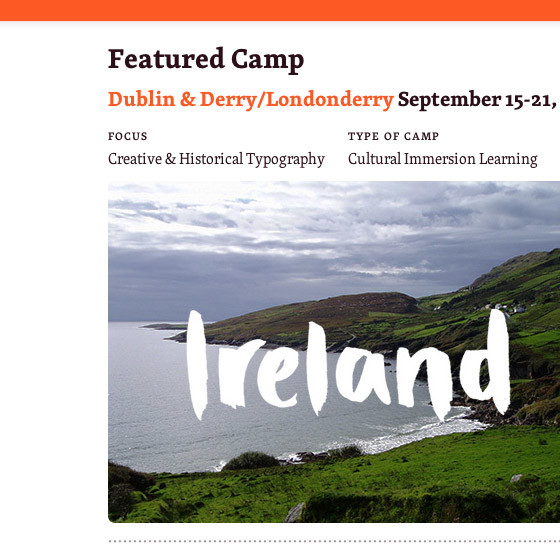 Featured Camp
Dublin & Derry/Londonderry September 15-21,
FOCUS
TYPE OF CAMP
Creative & Historical Typography
Cultural Immersion Learning
Ireland